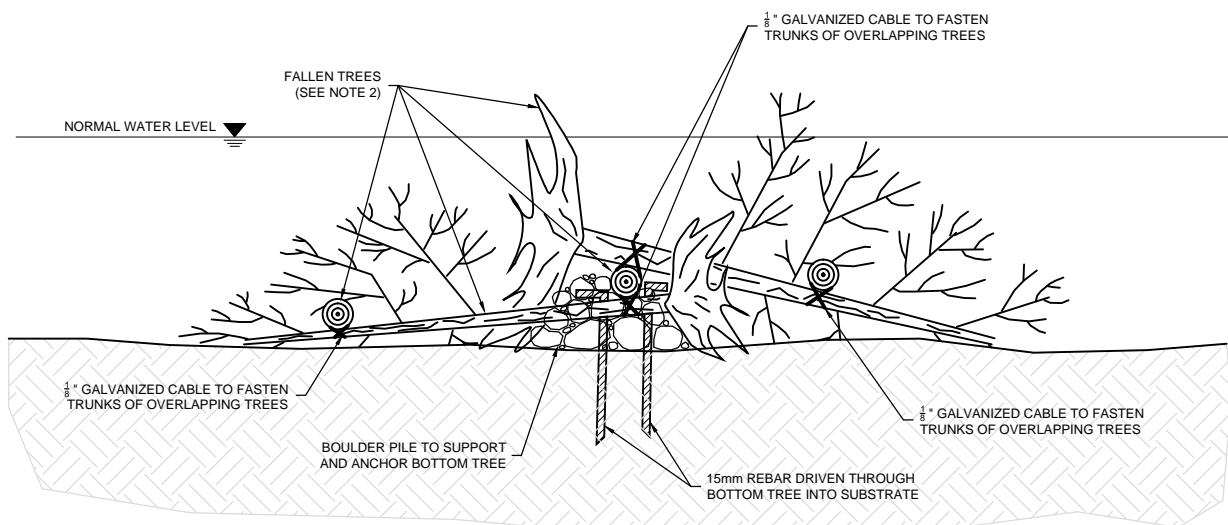 ⅛" GALVANIZED CABLE TO FASTEN
TRUNKS OF OVERLAPPING TREES
FALLEN TREES
(SEE NOTE 2)
NORMAL WATER LEVEL
⅛" GALVANIZED CABLE TO FASTEN
TRUNKS OF OVERLAPPING TREES
⅛" GALVANIZED CABLE TO FASTEN
TRUNKS OF OVERLAPPING TREES
BOULDER PILE TO SUPPORT
AND ANCHOR BOTTOM TREE
15mm REBAR DRIVEN THROUGH
BOTTOM TREE INTO SUBSTRATE